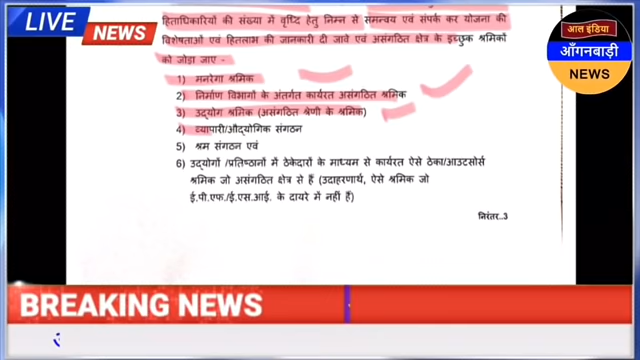 LIVE
NEWS
आल इंडिया
आँगनबाड़ी
NEWS
हिताधिकारियों की संख्या में वृध्दि हेतु निम्न से समन्वय एवं संपर्क कर योजना की
विशेषताओं एवं हितलाभ की जानकारी दी जावे एवं असंगठित क्षेत्र के इच्छुक श्रमिकों
को जोड़ा जाए -
1) मनरेगा श्रमिक
2) निर्माण विभागों के अंतर्गत कार्यरत असंगठित श्रमिक
3) उद्योग श्रमिक (असंगठित श्रेणी के श्रमिक)
4) व्यापारी/औद्योगिक संगठन
5) श्रम संगठन एवं
6) उद्योगों /प्रतिष्ठानों में ठेकेदारों के माध्यम से कार्यरत ऐसे ठेका/आउटसोर्स
श्रमिक जो असंगठित क्षेत्र से हैं (उदाहरणार्थ, ऐसे श्रमिक जो
ई.पी.एफ./ई.एस.आई. के दायरे में नहीं हैं)
निरंतर..3
BREAKING NEWS